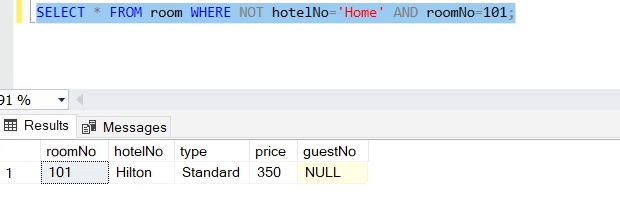 SELECT * FROM room WHERE NOT hotelNo='Home' AND roomNo=101;
91 %
Results Messages
roomNo hotelNo type price guestNo
1 101 Hilton Standard 350 NULL